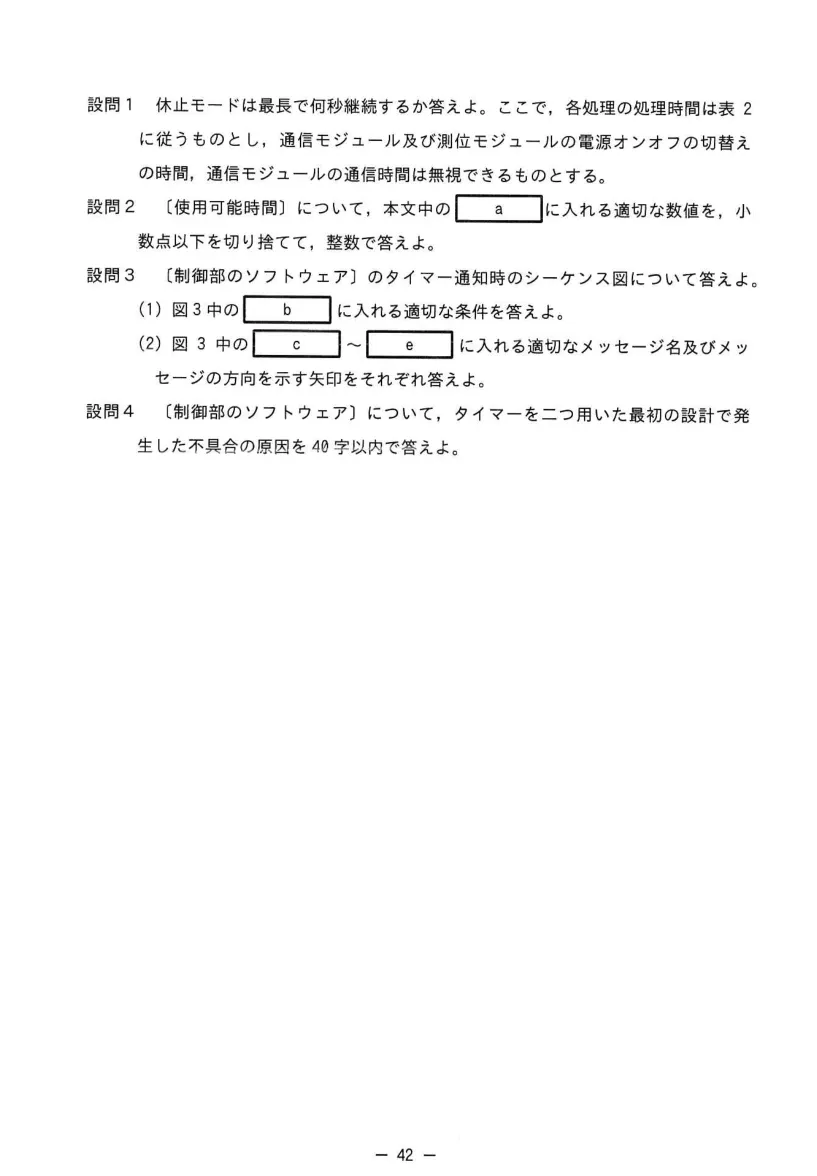 設問1 休止モードは最長で何秒継続するか答えよ。ここで，各処理の処理時間は表 2
に従うものとし，通信モジュール及び測位モジュールの電源オンオフの切替え
の時間，通信モジュールの通信時間は無視できるものとする。
設問2 〔使用可能時間〕について，本文中の a に入れる適切な数値を，小
数点以下を切り捨てて，整数で答えよ。
設問3 〔制御部のソフトウェア〕のタイマー通知時のシーケンス図について答えよ。
(1) 図3中の b に入れる適切な条件を答えよ。
(2) 図 3 中の c ～ e に入れる適切なメッセージ名及びメッ
セージの方向を示す矢印をそれぞれ答えよ。
設問4 〔制御部のソフトウェア〕について，タイマーを二つ用いた最初の設計で発
生した不具合の原因を 40 字以内で答えよ。
－ 42 －